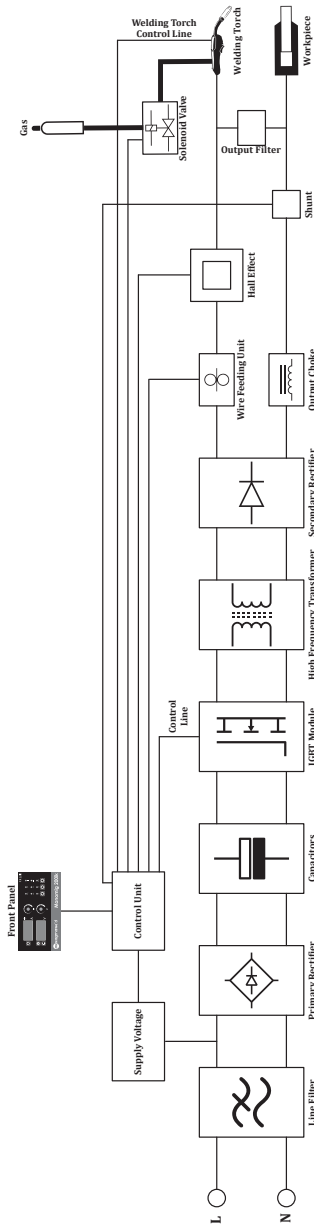 Front Panel
Control Unit
Supply Voltage
Control
Line
Gas
Welding Torch
Control Line
Solenoid Valve
Welding Torch
Workpiece
Output Filter
Shunt
Hall Effect
Wire Feeding Unit
Output Choke
Secondary Rectifier
High Frequency Transformer
IGBT Module
Capacitors
Primary Rectifier
Line Filter
L
N